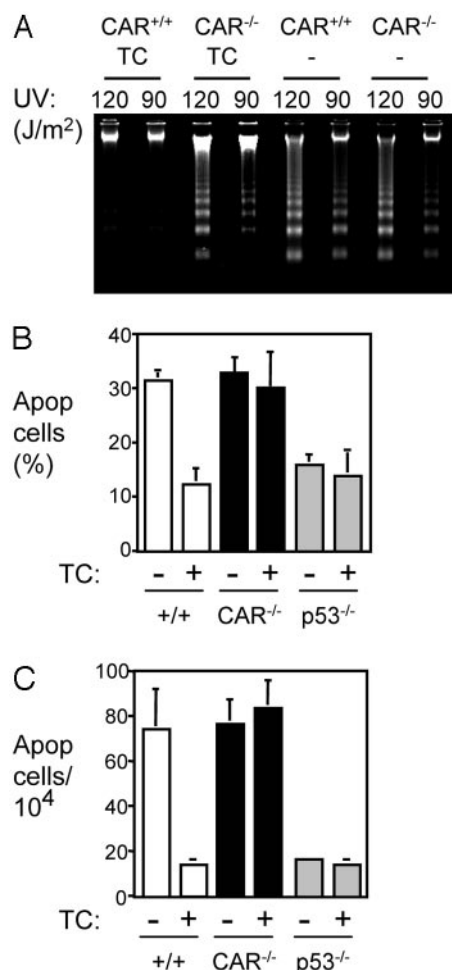 A
CAR+/+ CAR-/- CAR+/+ CAR-/-
TC TC - -
UV: 120 90 120 90 120 90 120 90
(J/m²)
B
40
30
20
10
0
Apop
cells
(%)
TC: - + - + - +
+/+ CAR-/- p53-/-
C
100
80
60
40
20
0
Apop
cells/
10⁴
TC: - + - + - +
+/+ CAR-/- p53-/-